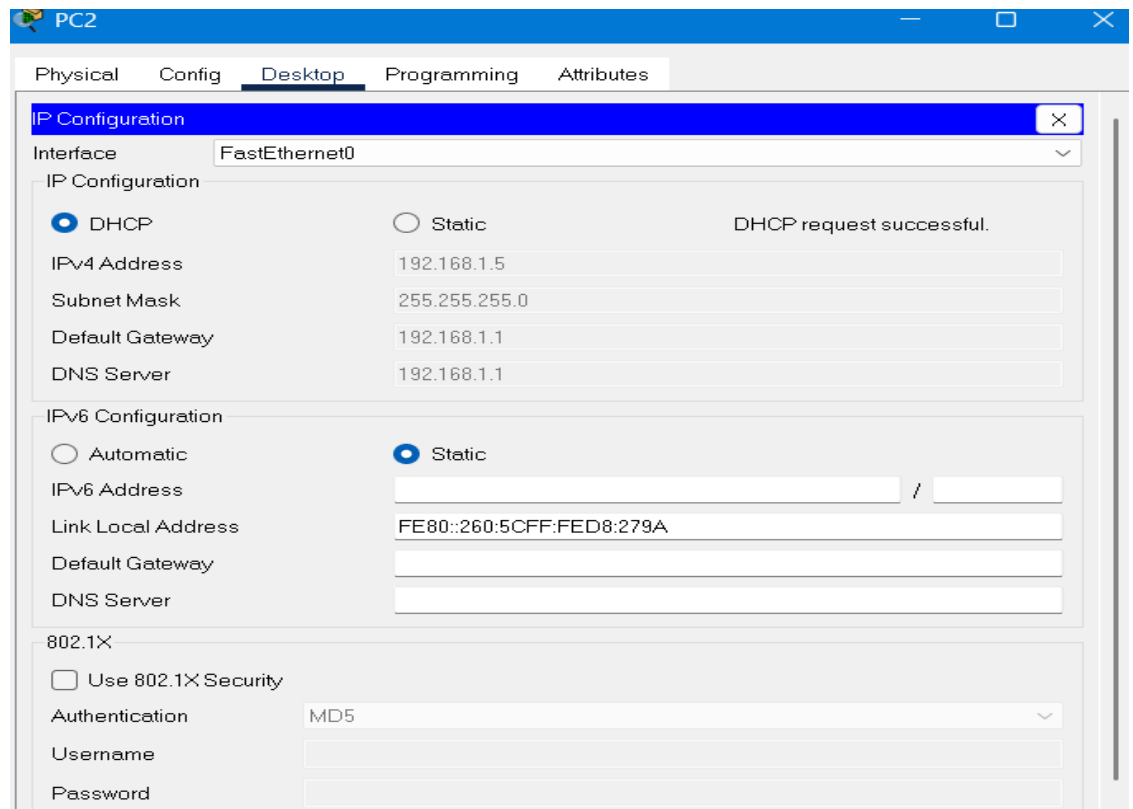 PC2
Physical Config Desktop Programming Attributes
IP Configuration
Interface FastEthernet0
IP Configuration
DHCP Static DHCP request successful.
IPv4 Address 192.168.1.5
Subnet Mask 255.255.255.0
Default Gateway 192.168.1.1
DNS Server 192.168.1.1
IPv6 Configuration
Automatic Static
IPv6 Address /
Link Local Address FE80::260:5CFF:FED8:279A
Default Gateway
DNS Server
802.1X
Use 802.1X Security
Authentication MD5
Username
Password